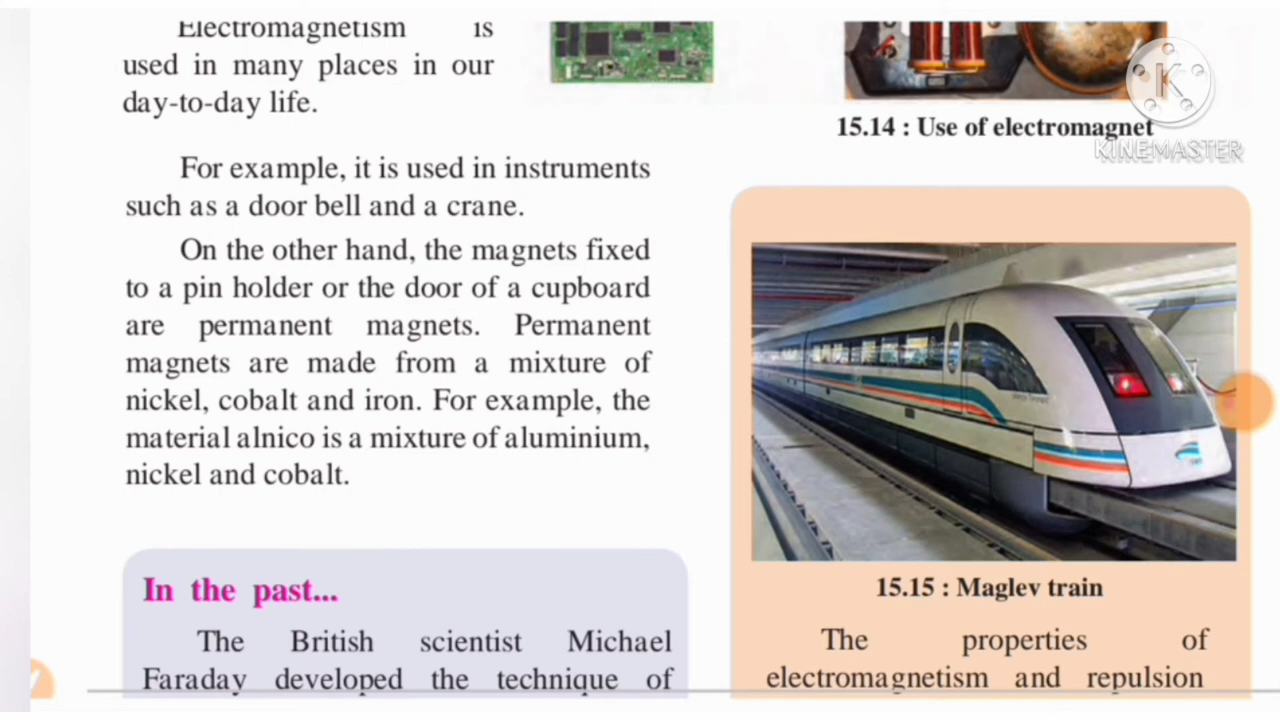 Electromagnetism is
used in many places in our
day-to-day life.
For example, it is used in instruments
such as a door bell and a crane.
On the other hand, the magnets fixed
to a pin holder or the door of a cupboard
are permanent magnets. Permanent
magnets are made from a mixture of
nickel, cobalt and iron. For example, the
material alnico is a mixture of aluminium,
nickel and cobalt.
In the past...
The British scientist Michael
Faraday developed the technique of
15.14 : Use of electromagnet
K
KINEMASTER
15.15 : Maglev train
The properties of
electromagnetism and repulsion